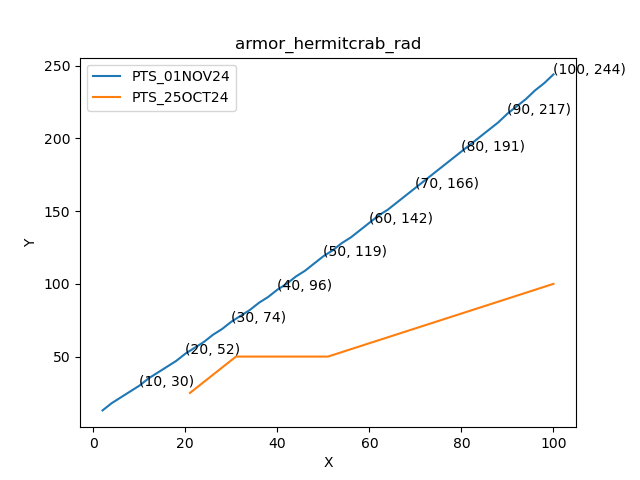 armor_hermitcrab_rad
250
PTS_01NOV24
PTS_25OCT24
(100, 244)
(90, 217)
200
(80, 191)
(70, 166)
150
(60, 142)
(50, 119)
100
(40, 96)
(30, 74)
50
(20, 52)
(10, 30)
Y
0 20 40 60 80 100
X